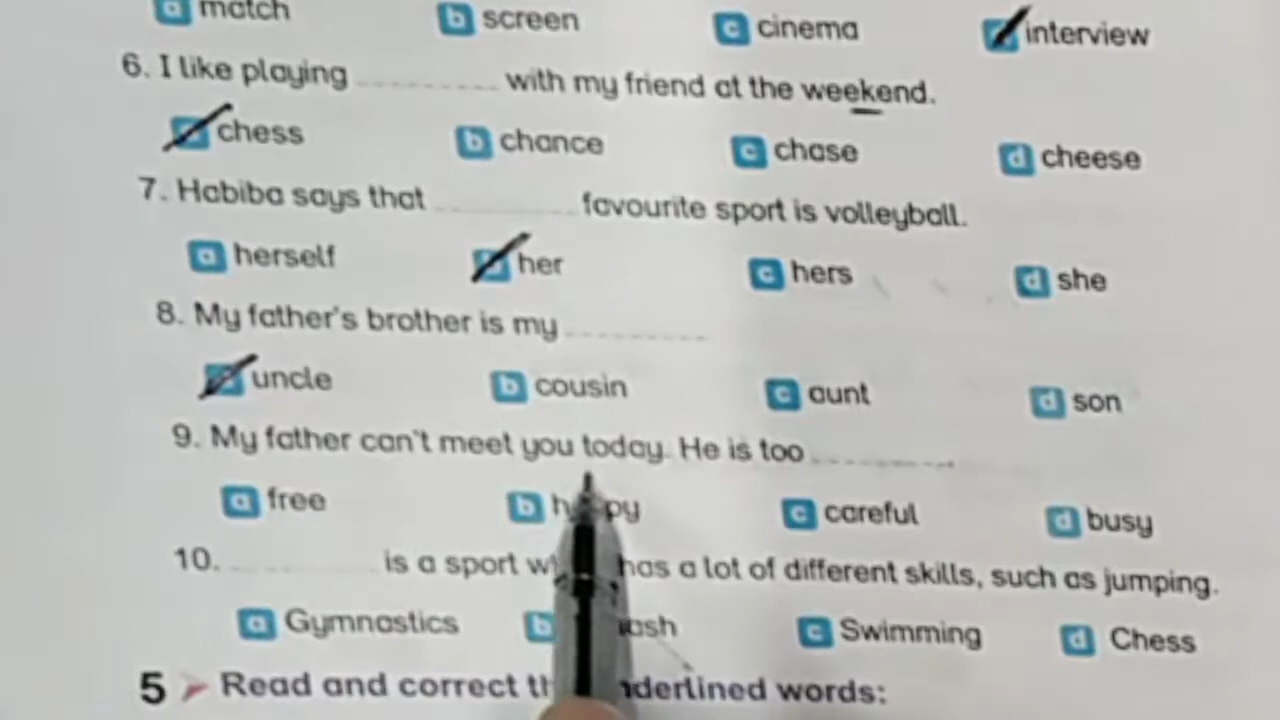 a match b screen c cinema interview
6. I like playing ............ with my friend at the weekend.
chess b chance c chase d cheese
7. Habiba says that ............ favourite sport is volleyball.
a herself her c hers d she
8. My father's brother is my ............
uncle b cousin c aunt d son
9. My father can't meet you today. He is too ............
a free b c careful d busy
10. ............ is a sport has a lot of different skills, such as jumping.
a Gymnastics b c Swimming d Chess
5 Read and correct words: